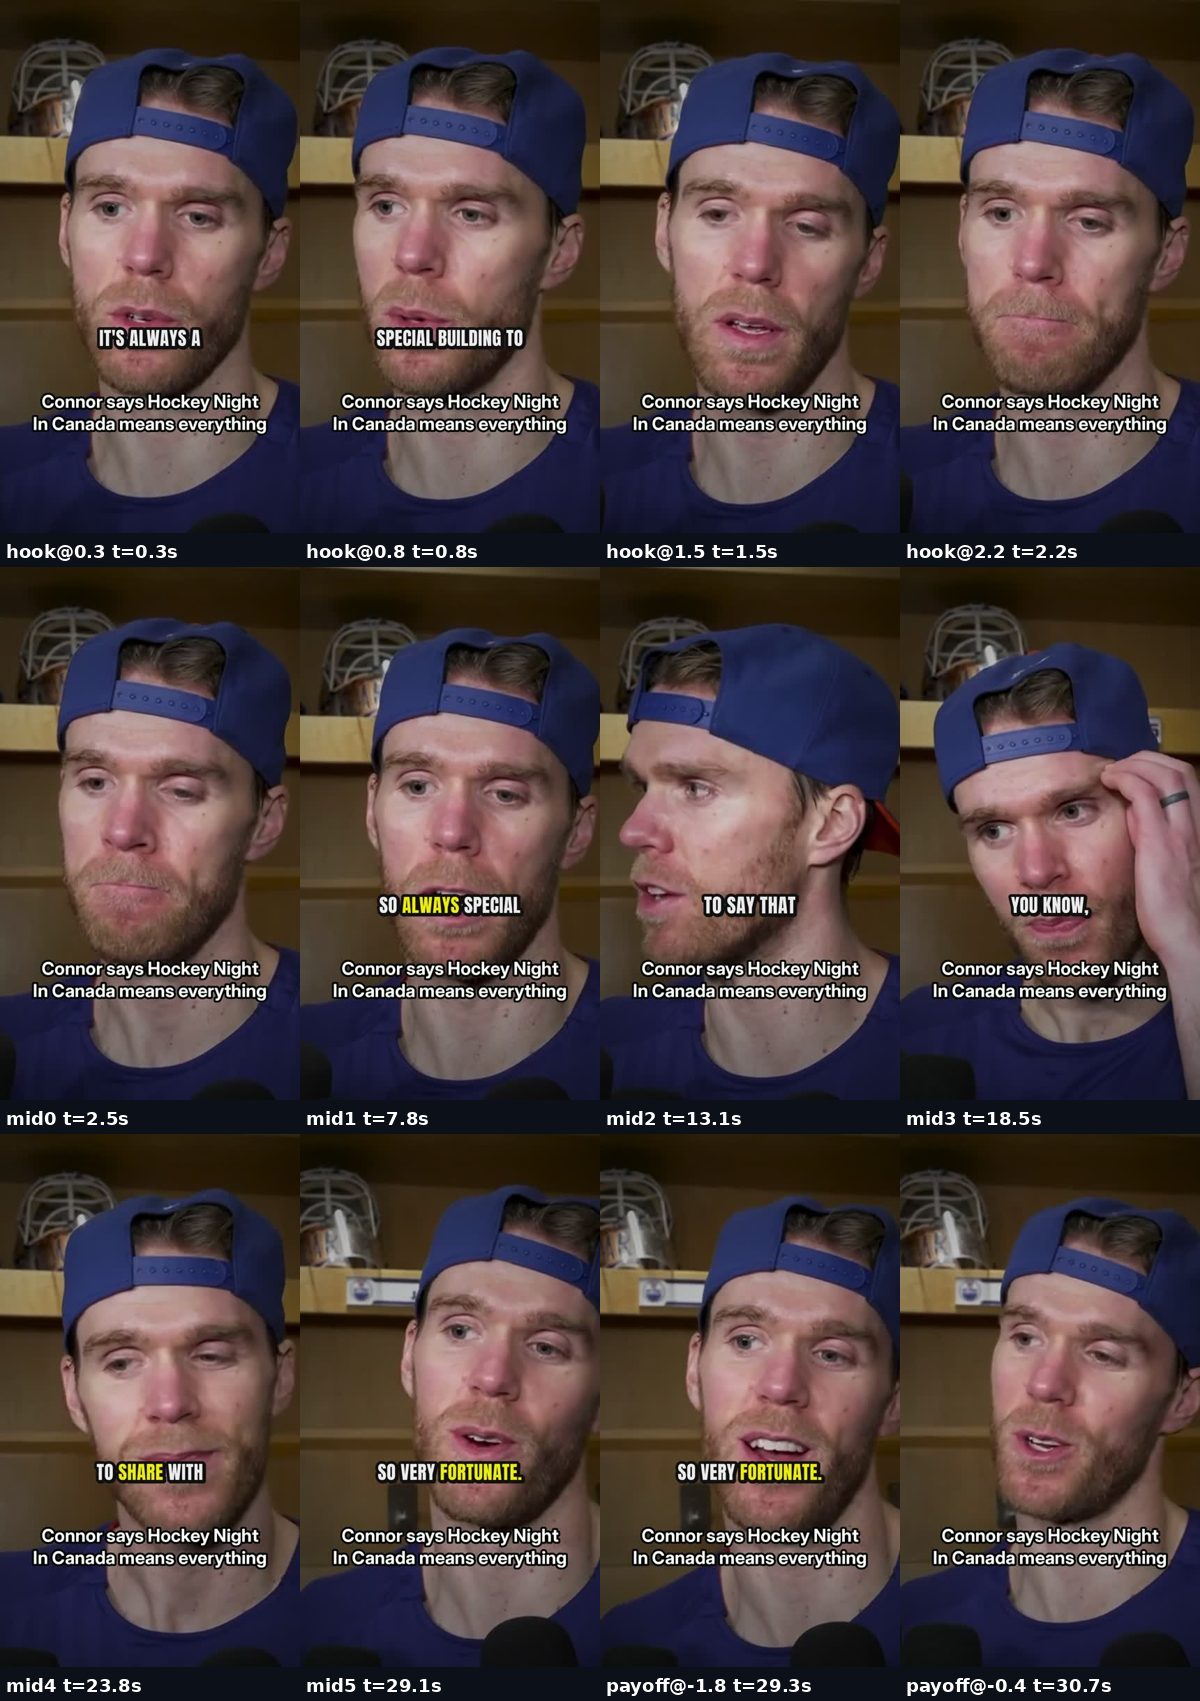 IT'S ALWAYS A
Connor says Hockey Night
In Canada means everything
hook@0.3 t=0.3s
SPECIAL BUILDING TO
Connor says Hockey Night
In Canada means everything
hook@0.8 t=0.8s
Connor says Hockey Night
In Canada means everything
hook@1.5 t=1.5s
Connor says Hockey Night
In Canada means everything
hook@2.2 t=2.2s
Connor says Hockey Night
In Canada means everything
mid0 t=2.5s
SO ALWAYS SPECIAL
Connor says Hockey Night
In Canada means everything
mid1 t=7.8s
TO SAY THAT
Connor says Hockey Night
In Canada means everything
mid2 t=13.1s
YOU KNOW,
Connor says Hockey Night
In Canada means everything
mid3 t=18.5s
TO SHARE WITH
Connor says Hockey Night
In Canada means everything
mid4 t=23.8s
SO VERY FORTUNATE.
Connor says Hockey Night
In Canada means everything
mid5 t=29.1s
SO VERY FORTUNATE.
Connor says Hockey Night
In Canada means everything
payoff@-1.8 t=29.3s
Connor says Hockey Night
In Canada means everything
payoff@-0.4 t=30.7s